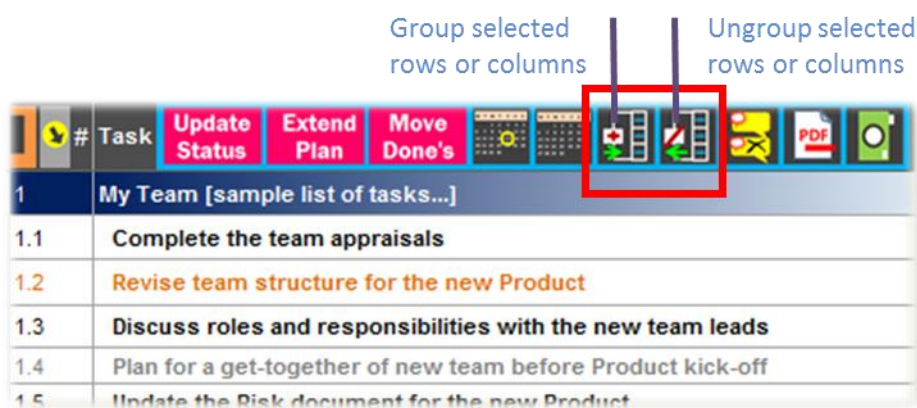 Group selected
rows or columns
Ungroup selected
rows or columns
# Task
Update
Status
Extend
Plan
Move
Done's
PDF
1 My Team [sample list of tasks...]
1.1 Complete the team appraisals
1.2 Revise team structure for the new Product
1.3 Discuss roles and responsibilities with the new team leads
1.4 Plan for a get-together of new team before Product kick-off
1.5 Update the Risk document for the new Product